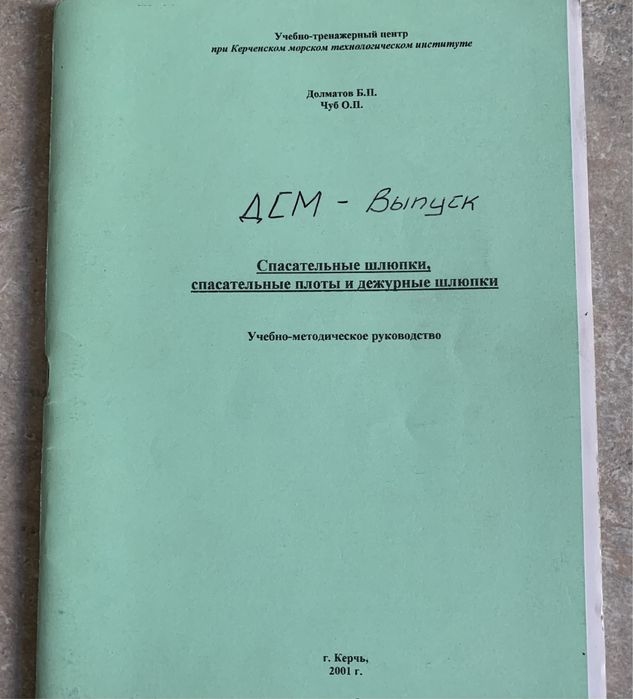 Учебно-тренажерный центр
при Керченском морском технологическом институте
Долматов Б.П.
Чуб О.П.
ДСМ - Выпуск
Спасательные шлюпки,
спасательные плоты и дежурные шлюпки
Учебно-методическое руководство
г. Керчь,
2001 г.